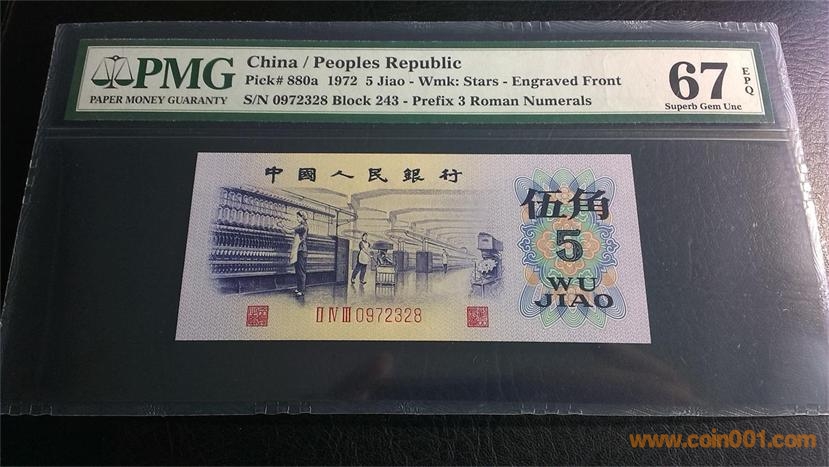 PMG
PAPER MONEY GUARANTY
China / Peoples Republic
Pick# 880a 1972 5 Jiao - Wmk: Stars - Engraved Front
S/N 0972328 Block 243 - Prefix 3 Roman Numerals
67
EPQ
Superb Gem Unc
中國人民銀行
伍角
5
WU
JIAO
II IV III 0972328
www.coin001.com